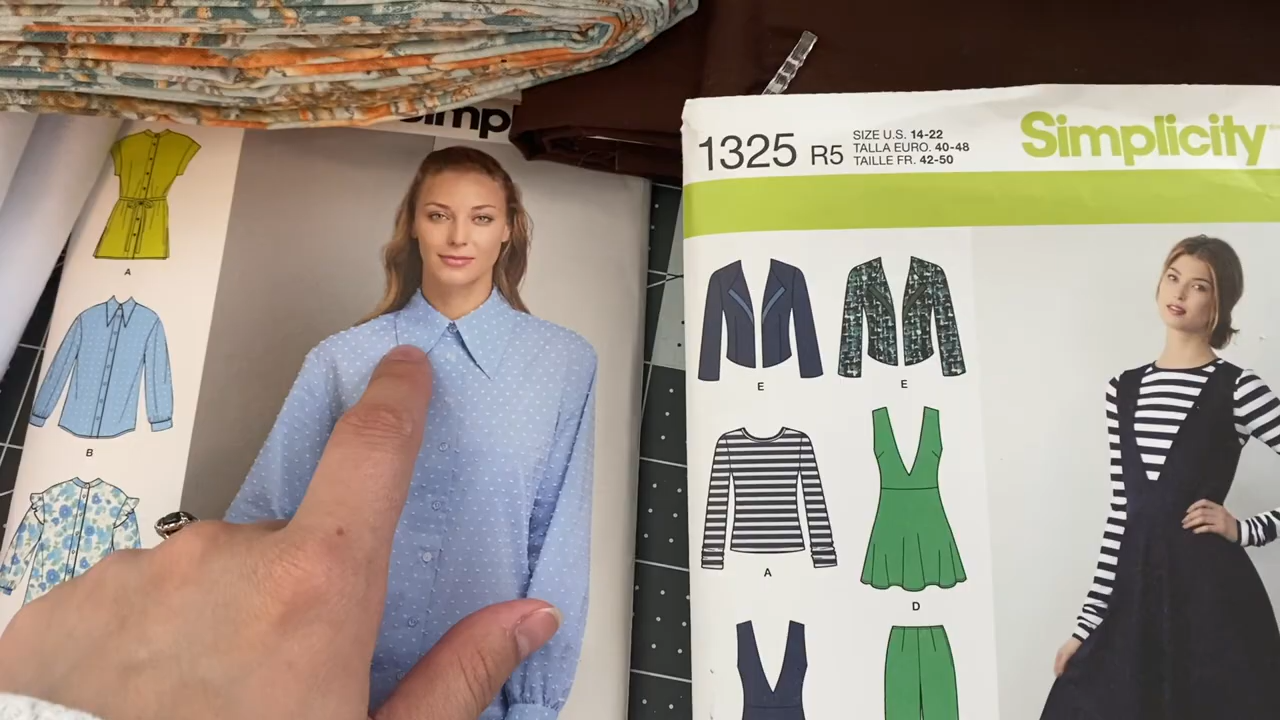 Simp
A
B
1325 R5
SIZE U.S. 14-22
TALLA EURO. 40-48
TAILLE FR. 42-50
Simplicity
E
E
A
D